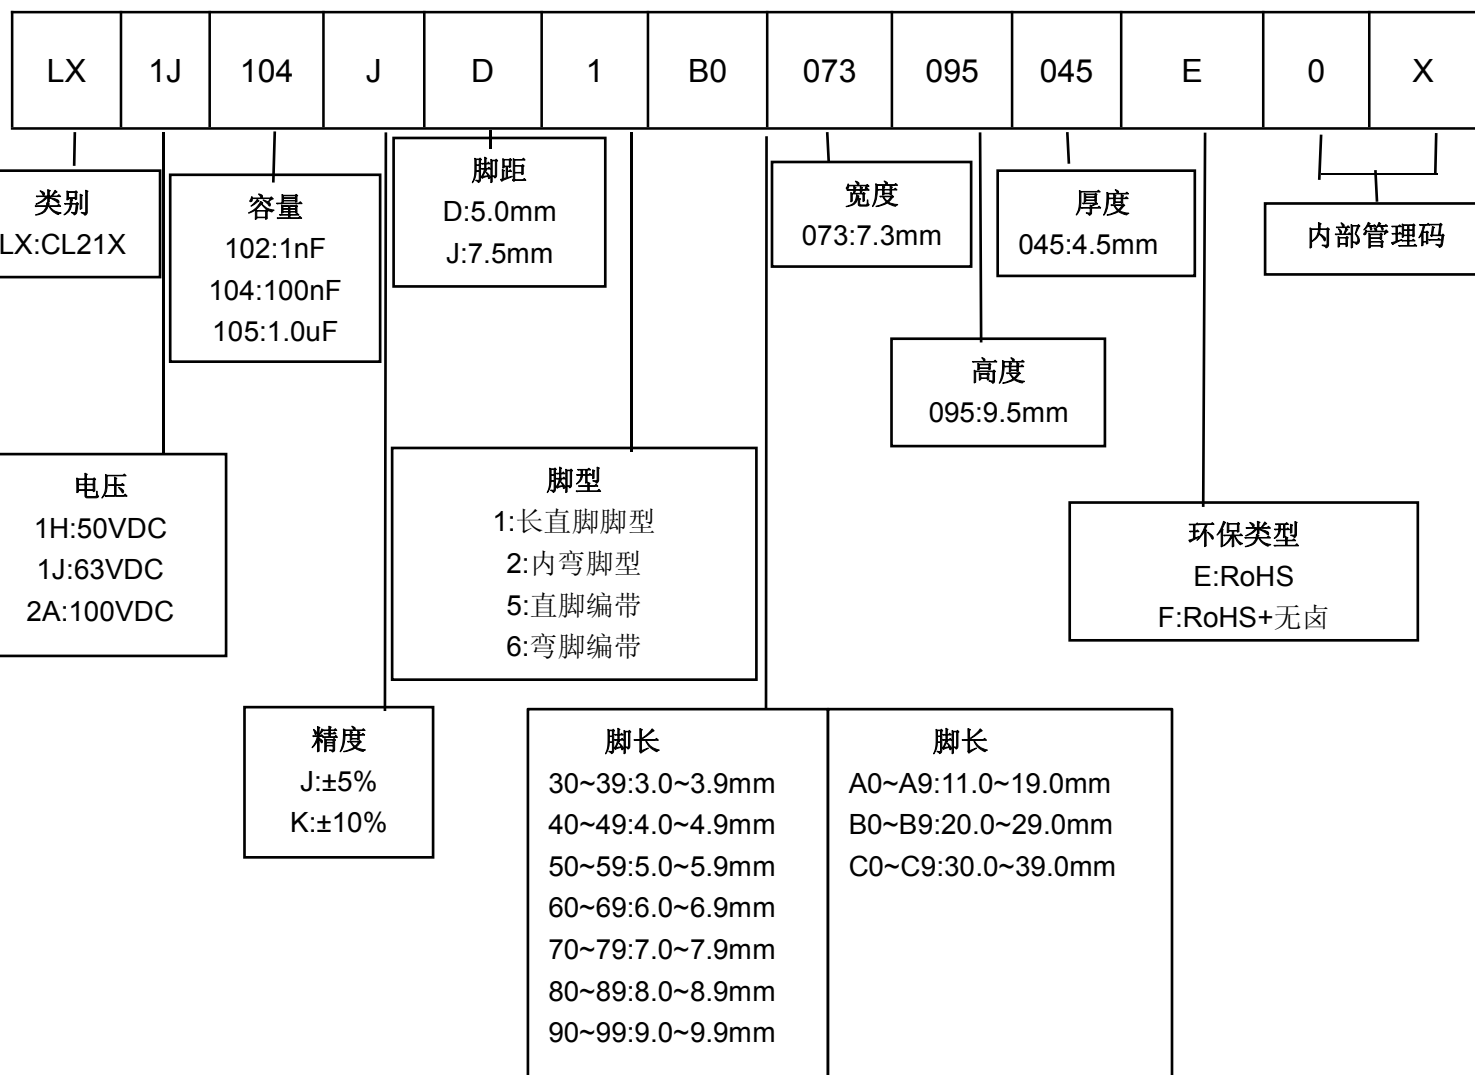 LX 1J 104 J D 1 B0 073 095 045 E 0 X
类别
LX:CL21X
容量
102:1nF
104:100nF
105:1.0uF
脚距
D:5.0mm
J:7.5mm
宽度
073:7.3mm
厚度
045:4.5mm
内部管理码
高度
095:9.5mm
电压
1H:50VDC
1J:63VDC
2A:100VDC
脚型
1:长直脚脚型
2:内弯脚型
5:直脚编带
6:弯脚编带
环保类型
E:RoHS
F:RoHS+无卤
精度
J:±5%
K:±10%
脚长
30~39:3.0~3.9mm
40~49:4.0~4.9mm
50~59:5.0~5.9mm
60~69:6.0~6.9mm
70~79:7.0~7.9mm
80~89:8.0~8.9mm
90~99:9.0~9.9mm
脚长
A0~A9:11.0~19.0mm
B0~B9:20.0~29.0mm
C0~C9:30.0~39.0mm